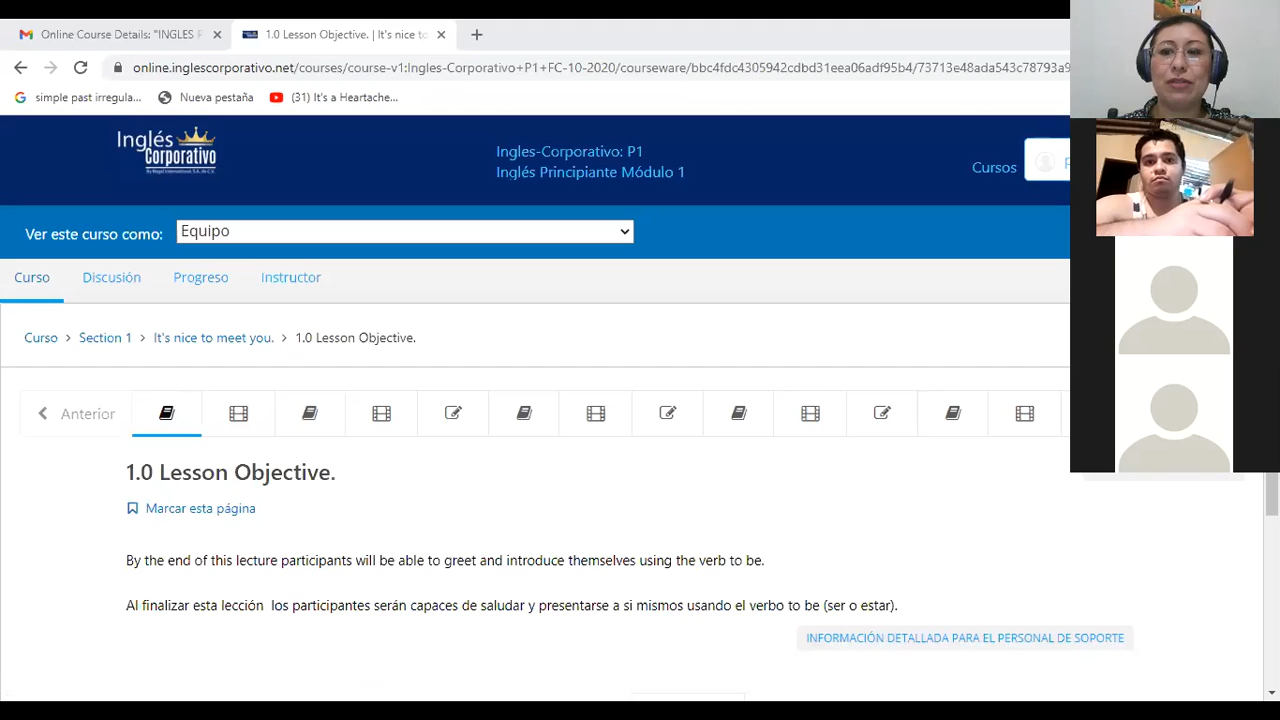 Online Course Details: "INGLES P
1.0 Lesson Objective. | It's nice to
online.inglescorporativo.net/courses/course-v1:Ingles-Corporativo+P1+FC-10-2020/courseware/bbc4fdc4305942cdbd31eea06adf95b4/73713e48ada543c78793a9
simple past irregula...
Nueva pestaña
(31) It's a Heartache...
Inglés
Corporativo
Ingles-Corporativo: P1
Inglés Principiante Módulo 1
Cursos
Ver este curso como:
Equipo
Curso
Discusión
Progreso
Instructor
Curso > Section 1 > It's nice to meet you. > 1.0 Lesson Objective.
Anterior
1.0 Lesson Objective.
Marcar esta página
By the end of this lecture participants will be able to greet and introduce themselves using the verb to be.
Al finalizar esta lección los participantes serán capaces de saludar y presentarse a si mismos usando el verbo to be (ser o estar).
INFORMACIÓN DETALLADA PARA EL PERSONAL DE SOPORTE